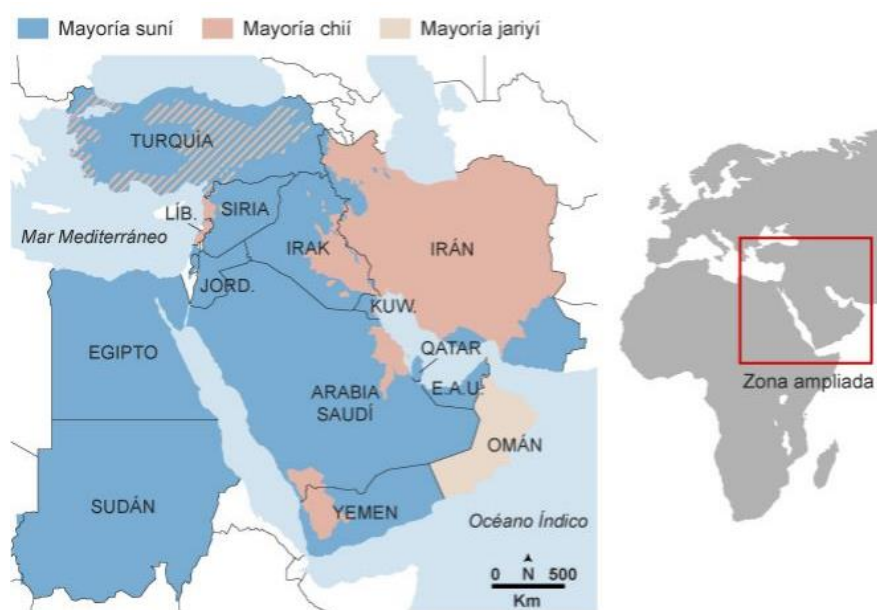 Mayoría suní
Mayoría chií
Mayoría jariyí
TURQUÍA
LÍB.
SIRIA
Mar Mediterráneo
IRAK
IRÁN
JORD.
KUW.
EGIPTO
QATAR
ARABIA
SAUDÍ
E.A.U.
OMÁN
SUDÁN
YEMEN
Océano Índico
0 N 500
Km
Zona ampliada